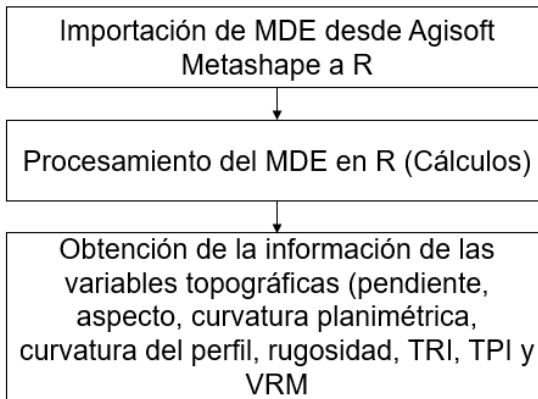 Importación de MDE desde Agisoft
Metashape a R
Procesamiento del MDE en R (Cálculos)
Obtención de la información de las
variables topográficas (pendiente,
aspecto, curvatura planimétrica,
curvatura del perfil, rugosidad, TRI, TPI y
VRM